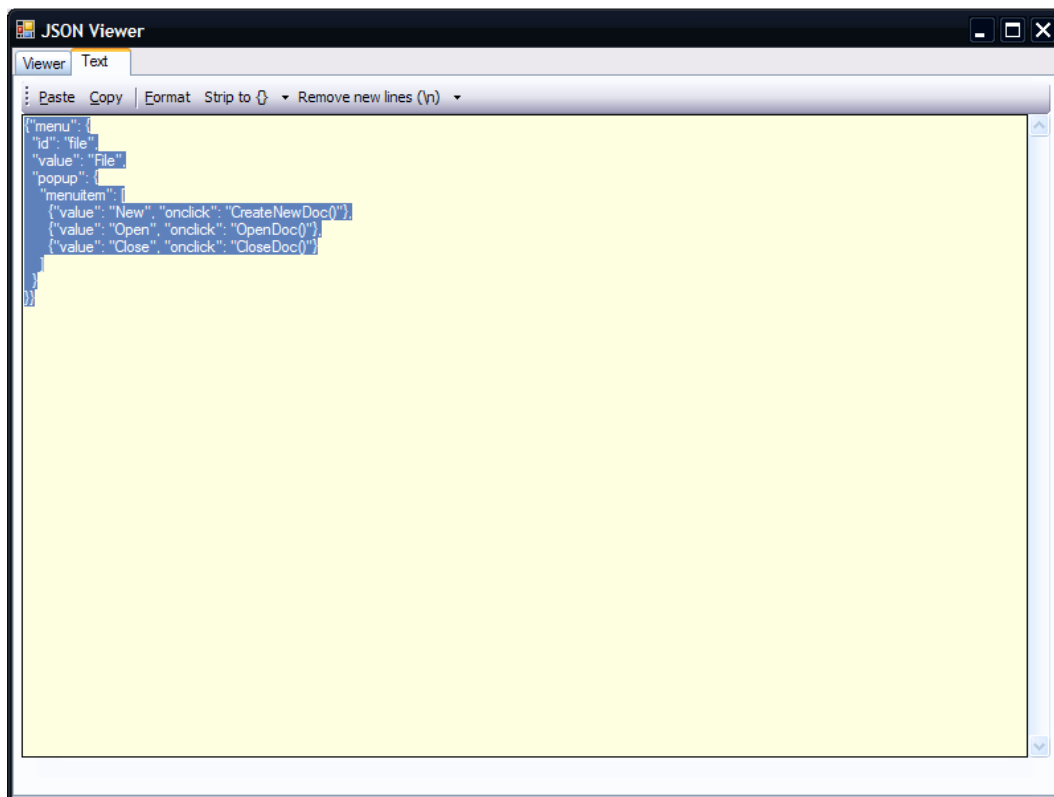 JSON Viewer
Viewer Text
Paste Copy Format Strip to {} Remove new lines (\n)
{"menu": {
  "id": "file",
  "value": "File",
  "popup": {
    "menuitem": [
      {"value": "New", "onclick": "CreateNewDoc()"},
      {"value": "Open", "onclick": "OpenDoc()"},
      {"value": "Close", "onclick": "CloseDoc()"}
    ]
  }
}}